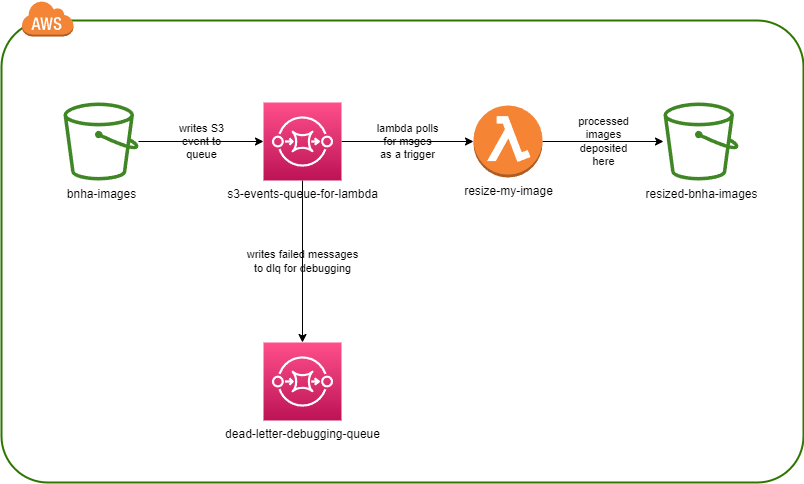 AWS
writes S3
event to
queue
lambda polls
for msges
as a trigger
processed
images
deposited
here
bnha-images
s3-events-queue-for-lambda
resize-my-image
resized-bnha-images
writes failed messages
to dlq for debugging
dead-letter-debugging-queue